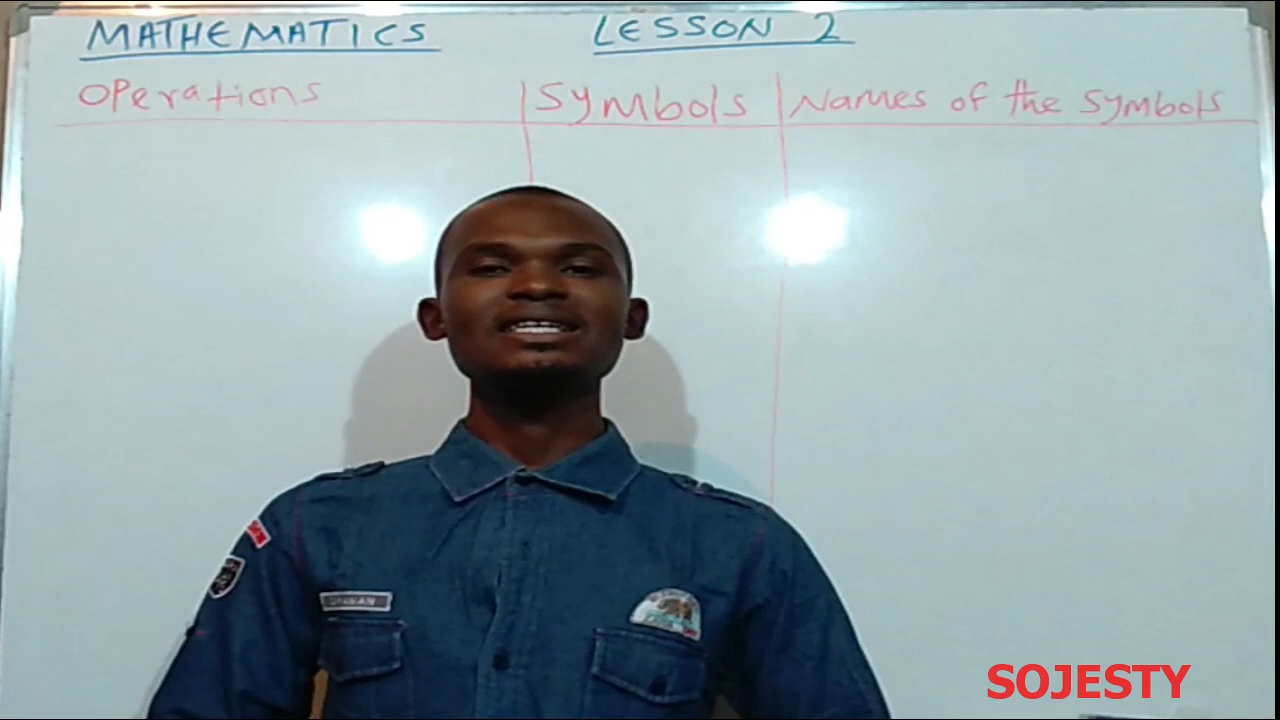 MATHEMATICS LESSON 2
Operations Symbols Names of the Symbols
SOJESTY